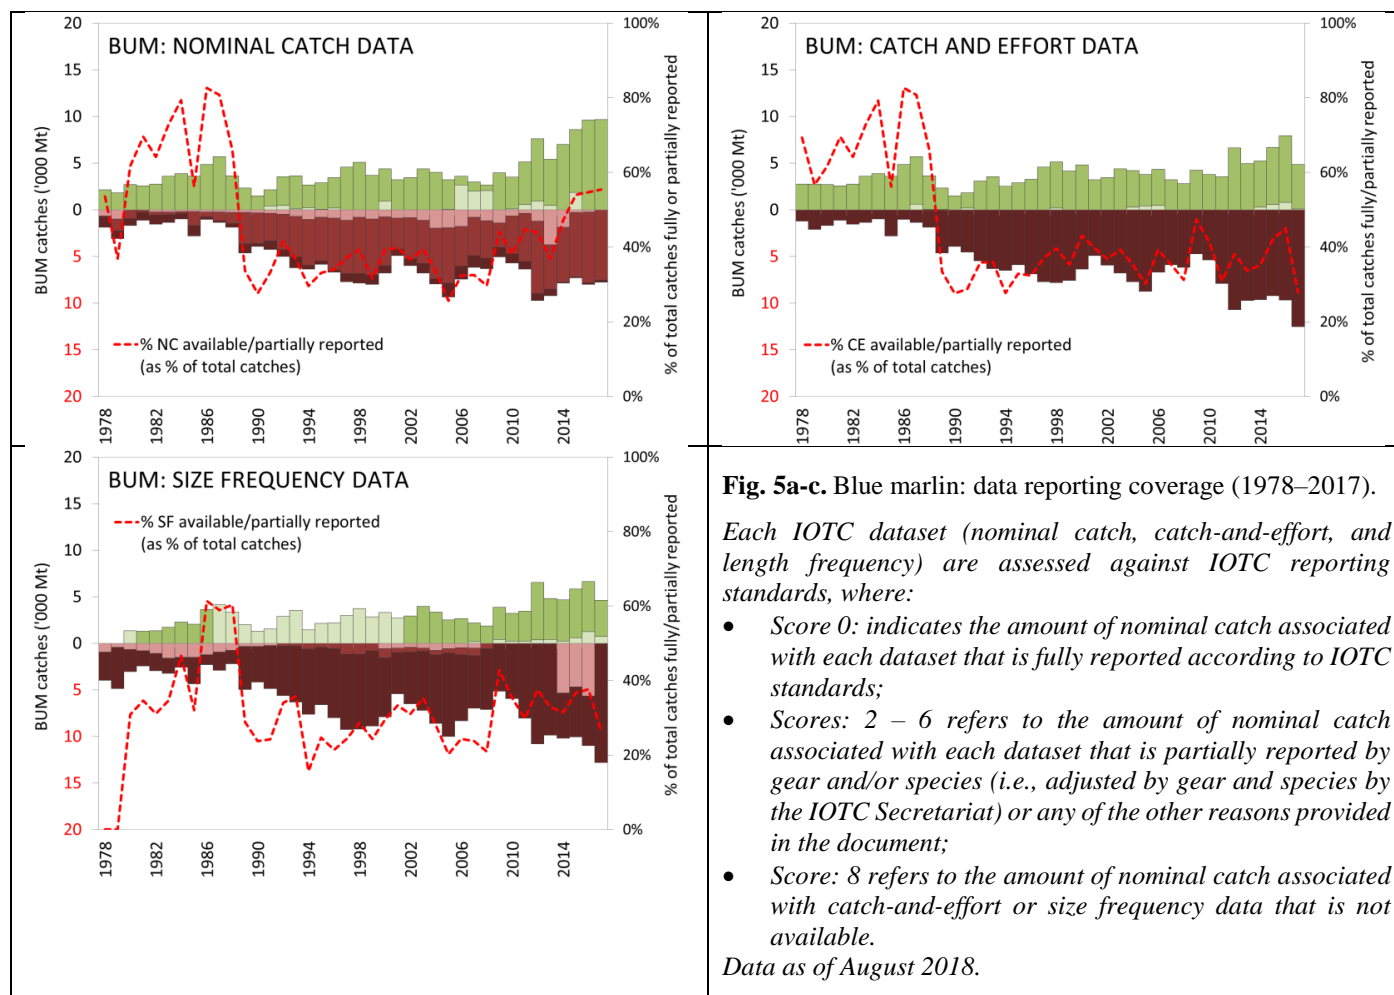 BUM: NOMINAL CATCH DATA
20
15
10
5
0
5
10
15
20
BUM catches ('000 Mt)
100%
80%
60%
40%
20%
0%
% of total catches fully or partially reported
% NC available/partially reported
(as % of total catches)
1978
1982
1986
1990
1994
1998
2002
2006
2010
2014
BUM: CATCH AND EFFORT DATA
20
15
10
5
0
5
10
15
20
BUM catches ('000 Mt)
100%
80%
60%
40%
20%
0%
% of total catches fully/partially reported
% CE available/partially reported
(as % of total catches)
1978
1982
1986
1990
1994
1998
2002
2006
2010
2014
BUM: SIZE FREQUENCY DATA
20
15
10
5
0
5
10
15
20
BUM catches ('000 Mt)
100%
80%
60%
40%
20%
0%
% of total catches fully/partially reported
% SF available/partially reported
(as % of total catches)
1978
1982
1986
1990
1994
1998
2002
2006
2010
2014
Fig. 5a-c. Blue marlin: data reporting coverage (1978–2017).
Each IOTC dataset (nominal catch, catch-and-effort, and
length frequency) are assessed against IOTC reporting
standards, where:
• Score 0: indicates the amount of nominal catch associated
with each dataset that is fully reported according to IOTC
standards;
• Scores: 2 – 6 refers to the amount of nominal catch
associated with each dataset that is partially reported by
gear and/or species (i.e., adjusted by gear and species by
the IOTC Secretariat) or any of the other reasons provided
in the document;
• Score: 8 refers to the amount of nominal catch associated
with catch-and-effort or size frequency data that is not
available.
Data as of August 2018.